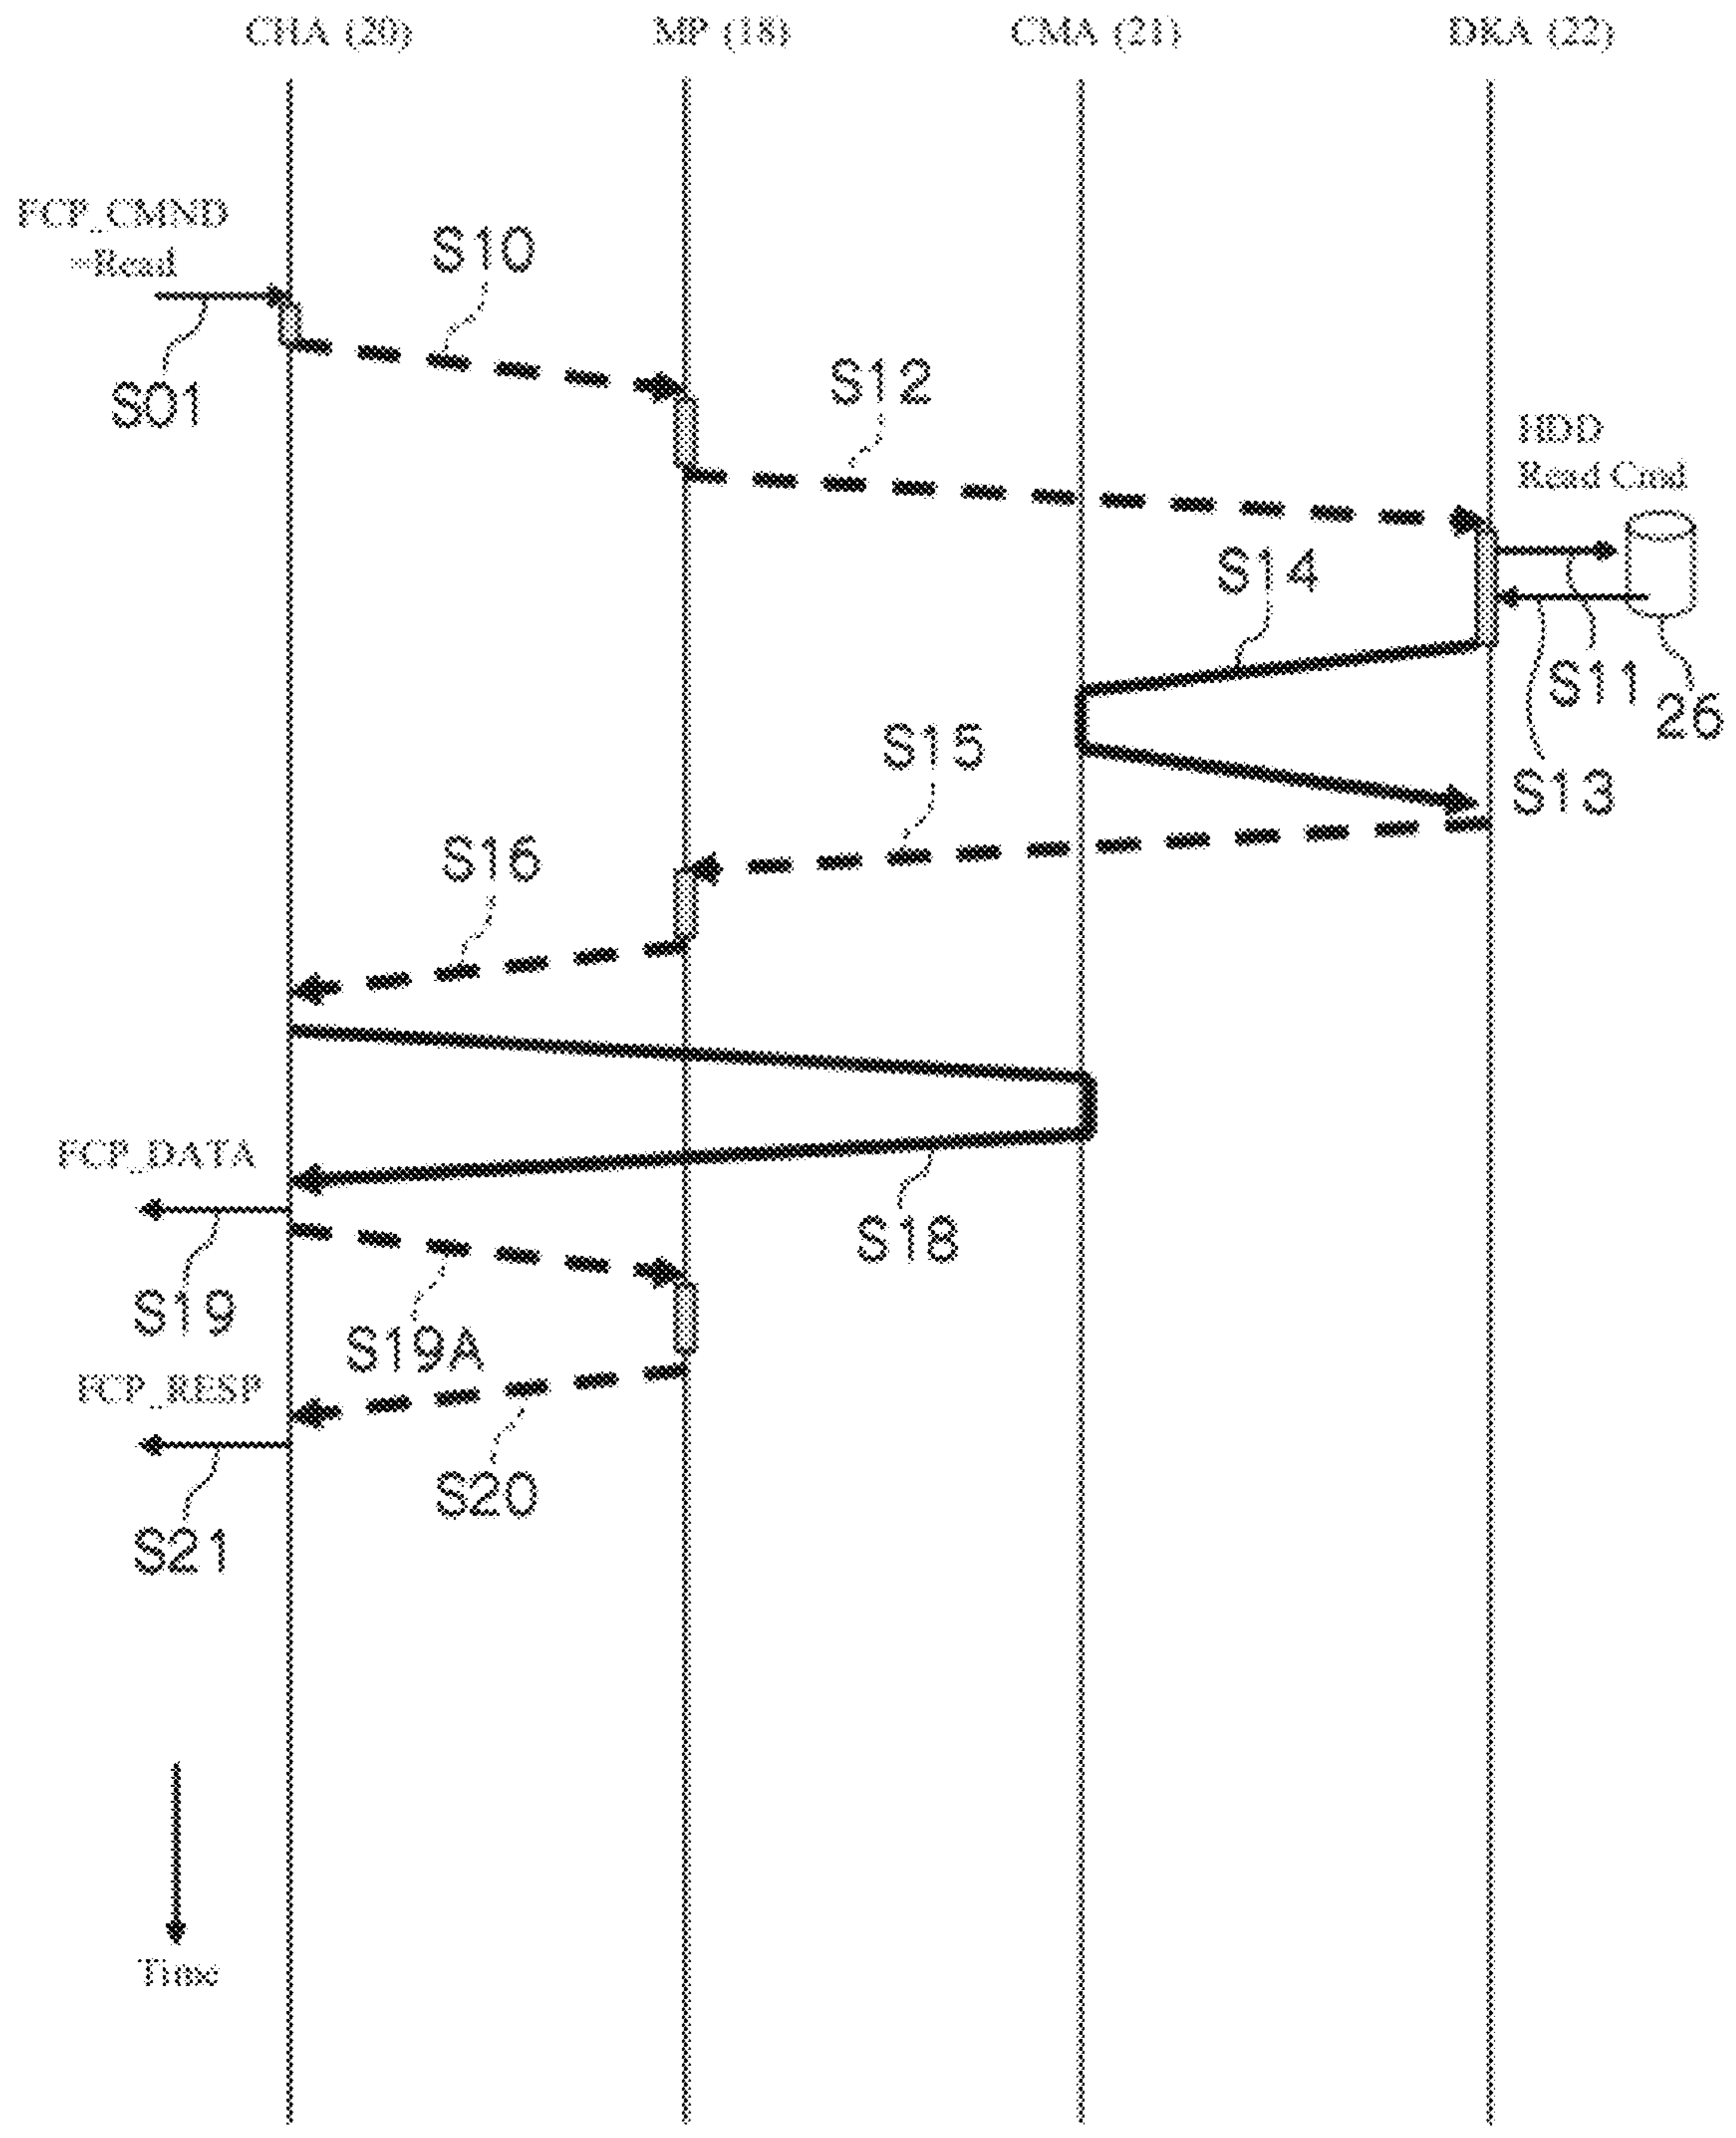 CHA (20) MP (18) CMA (21) DKA (22)
FCP_CMND
=Read
S10
S01
S12
HDD
Read Cmd
S14
S11
26
S13
S15
S16
FCP_DATA
S18
S19
S19A
FCP_RESP
S20
S21
Time